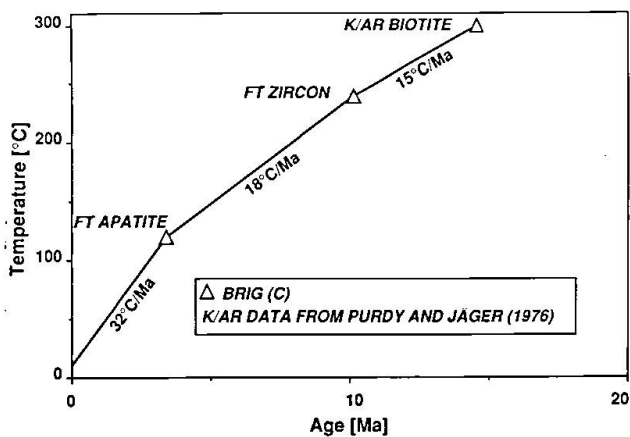 300
K/AR BIOTITE
15°C/Ma
FT ZIRCON
200
18°C/Ma
Temperature [°C]
FT APATITE
100
32°C/Ma
BRIG (C)
K/AR DATA FROM PURDY AND JÄGER (1976)
0
0
10
20
Age [Ma]